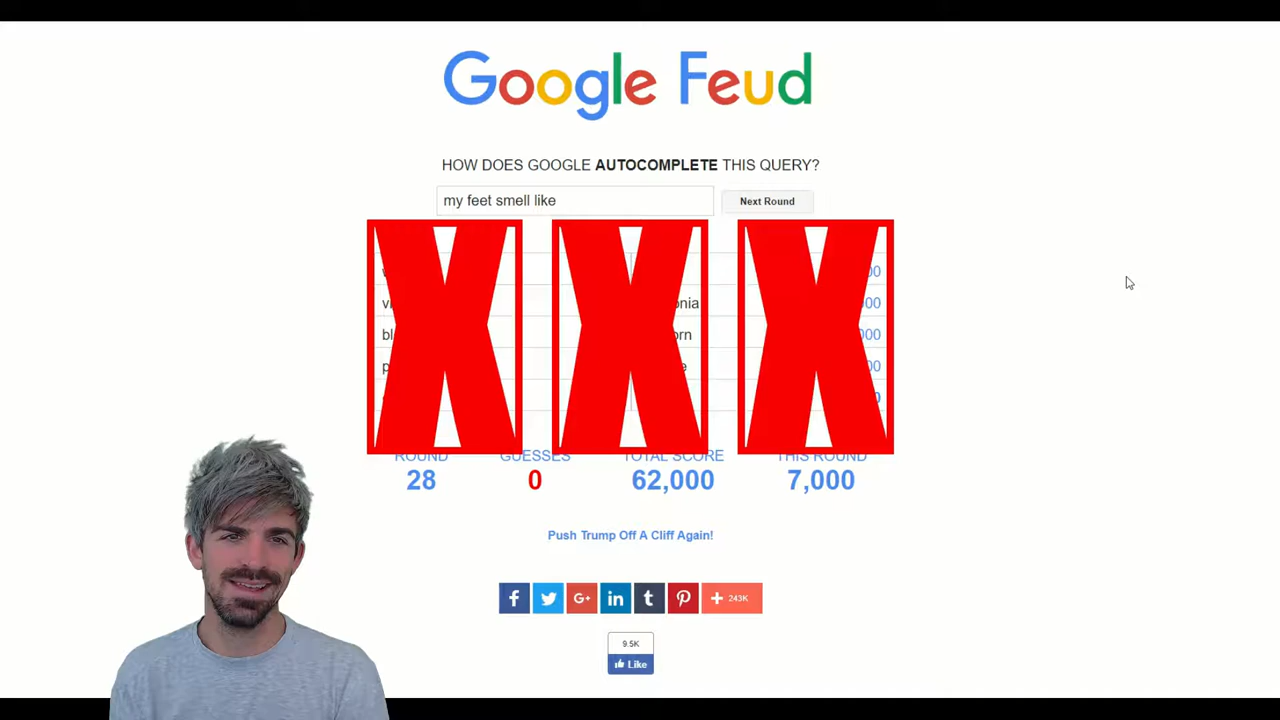 Google Feud
HOW DOES GOOGLE AUTOCOMPLETE THIS QUERY?
my feet smell like Next Round
XXX
ROUND GUESSES TOTAL SCORE THIS ROUND
28 0 62,000 7,000
Push Trump Off A Cliff Again!
243K
9.5K
Like